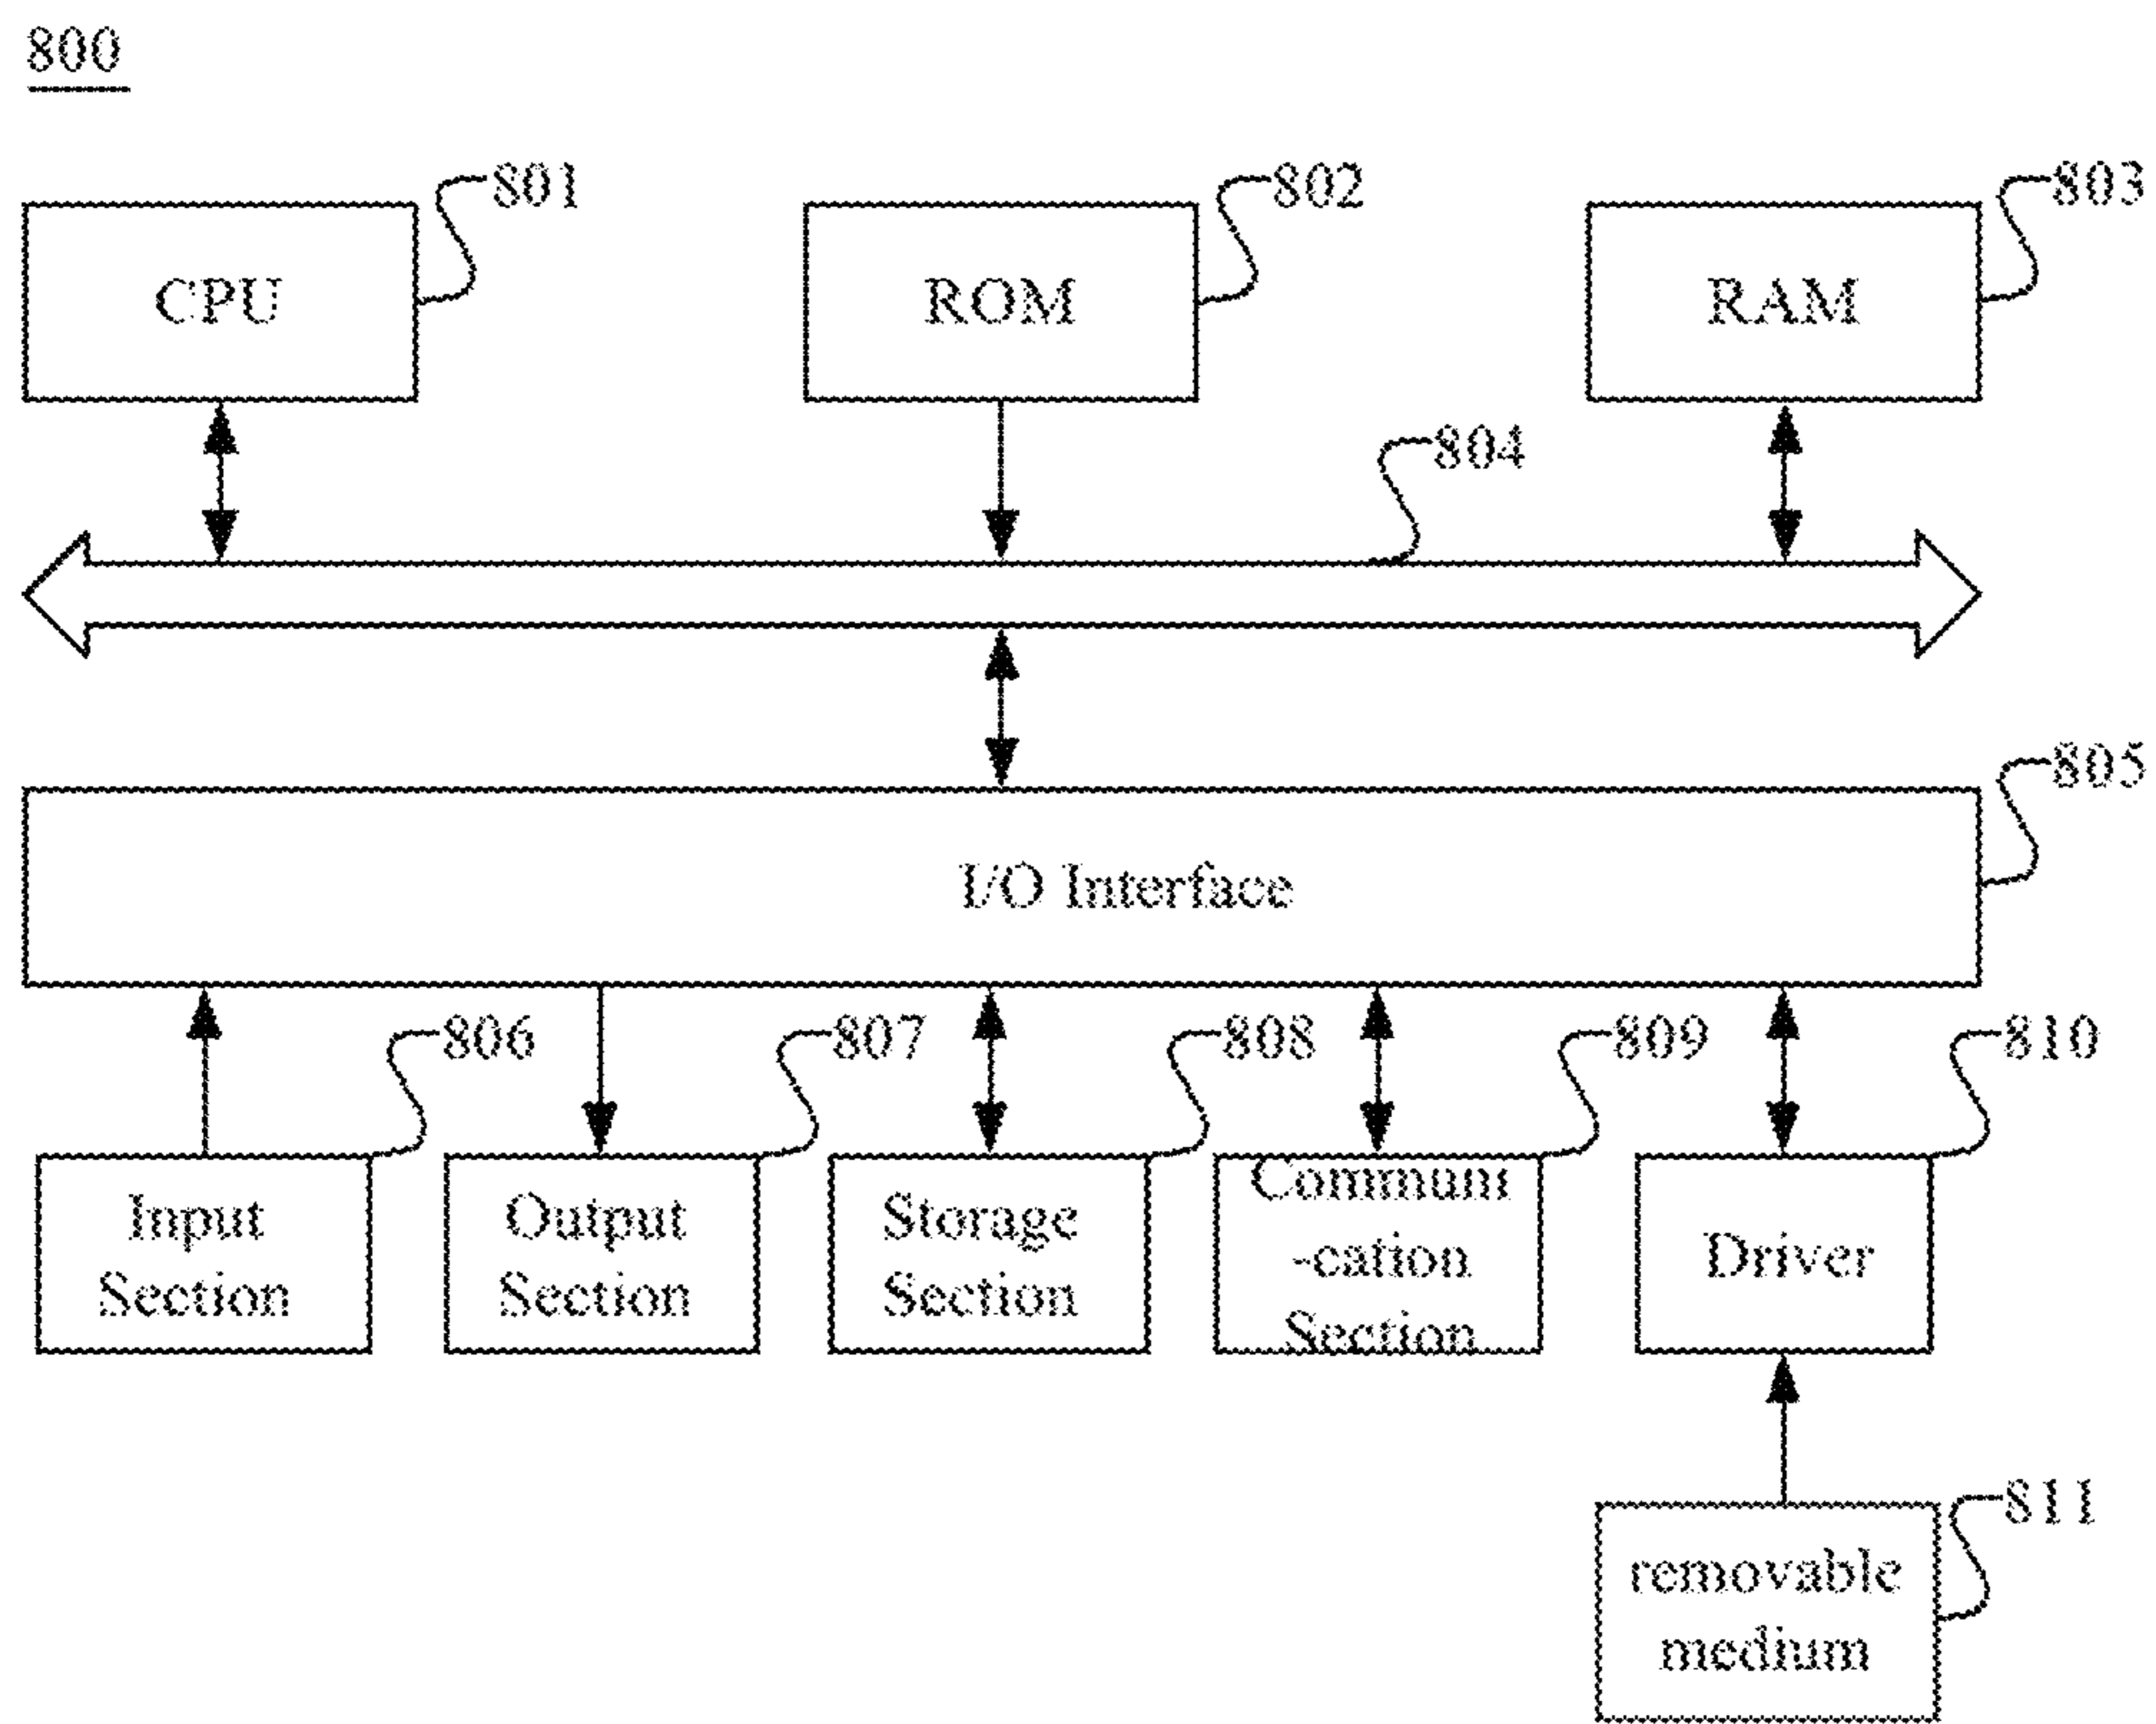 800
801
802
803
CPU
ROM
RAM
804
805
I/O Interface
806
807
808
809
810
Input
Section
Output
Section
Storage
Section
Communi
-cation
Section
Driver
811
removable
medium